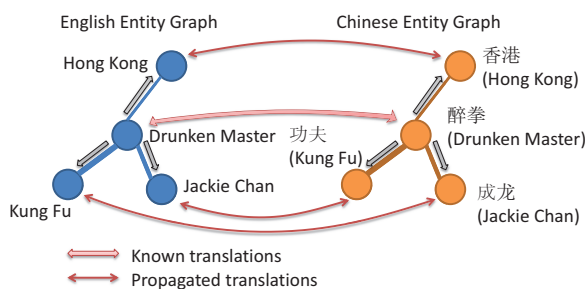 English Entity Graph
Chinese Entity Graph
Hong Kong
香港
(Hong Kong)
Drunken Master
功夫
(Kung Fu)
醉拳
(Drunken Master)
Kung Fu
Jackie Chan
成龙
(Jackie Chan)
Known translations
Propagated translations